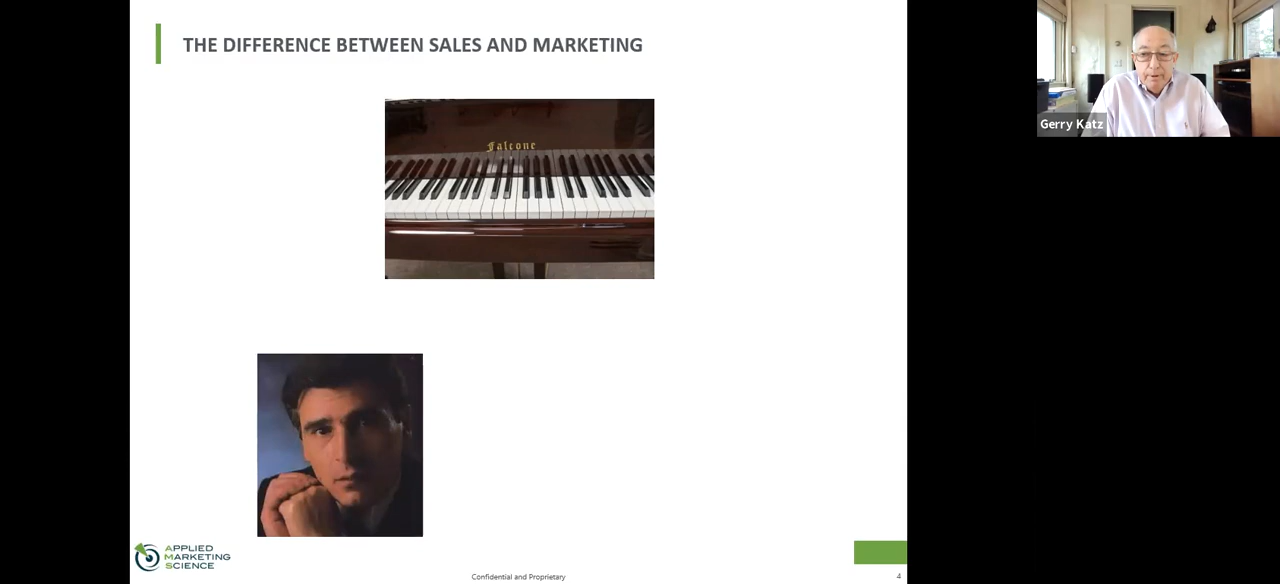 THE DIFFERENCE BETWEEN SALES AND MARKETING
Falcone
Gerry Katz
APPLIED
MARKETING
SCIENCE
Confidential and Proprietary
4